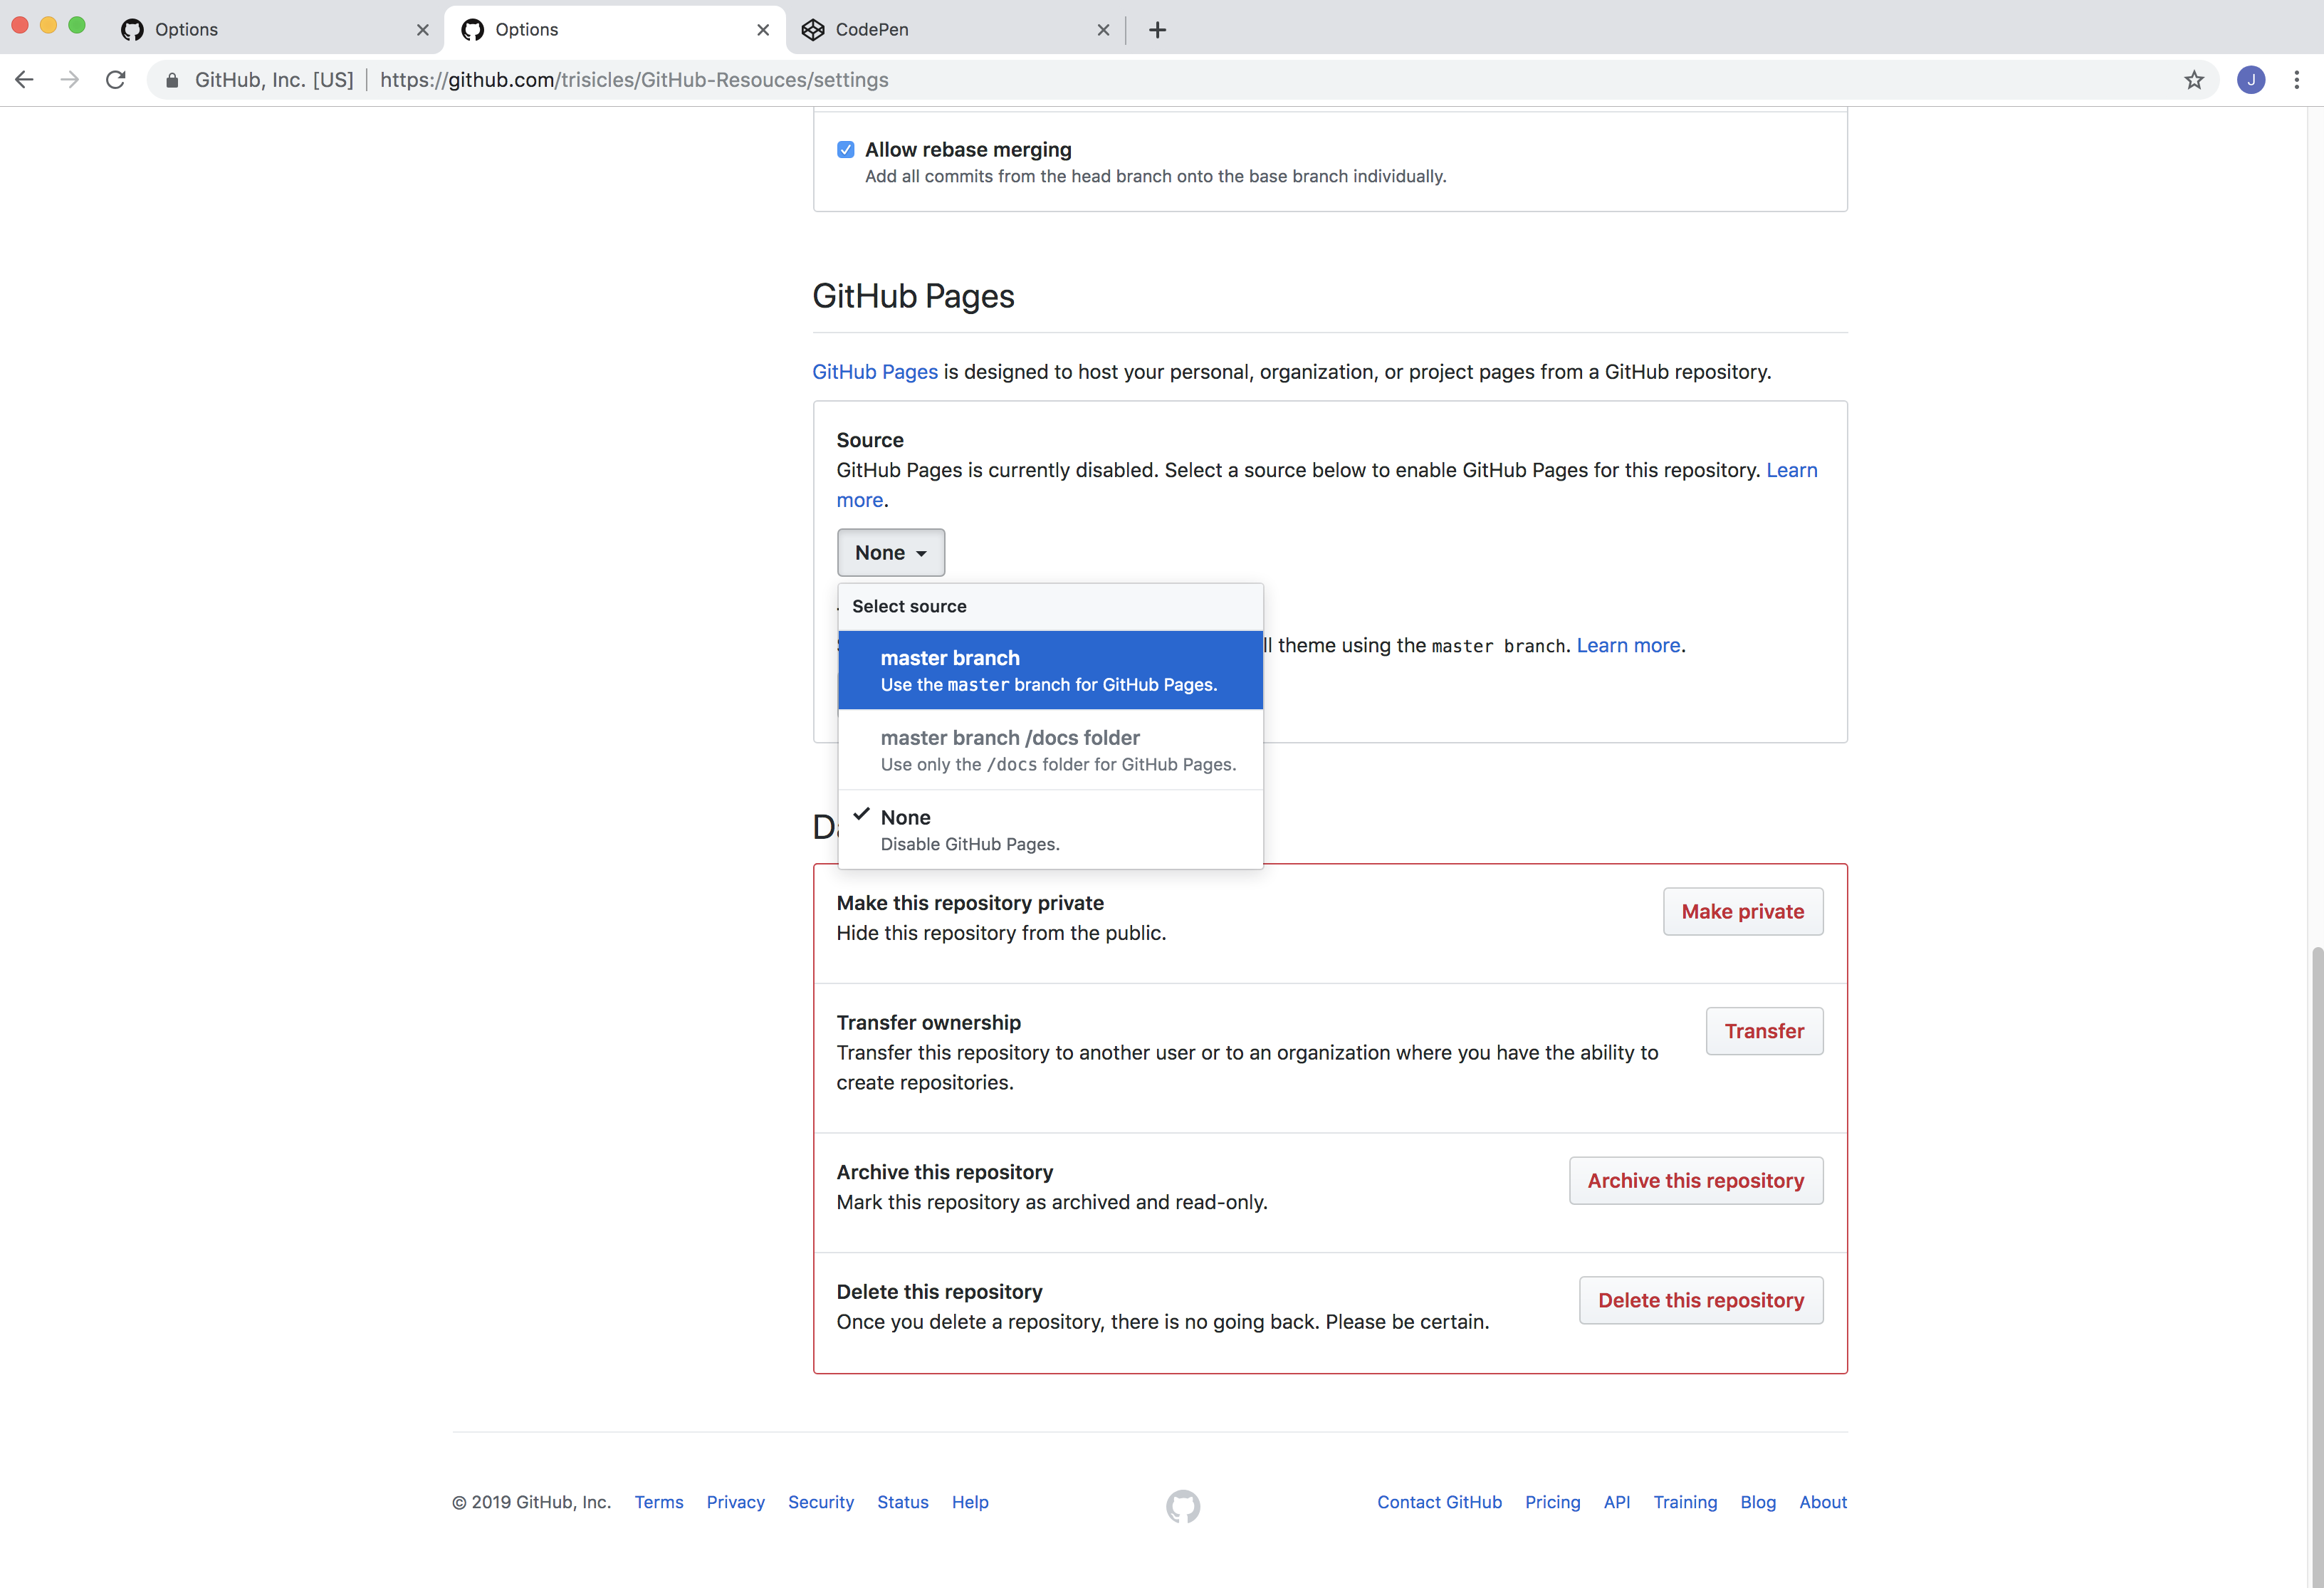 Options
Options
CodePen
GitHub, Inc. [US] https://github.com/trisicles/GitHub-Resouces/settings
J
Allow rebase merging
Add all commits from the head branch onto the base branch individually.
GitHub Pages
GitHub Pages is designed to host your personal, organization, or project pages from a GitHub repository.
Source
GitHub Pages is currently disabled. Select a source below to enable GitHub Pages for this repository. Learn
more.
None
Select source
master branch
Use the master branch for GitHub Pages.
theme using the master branch. Learn more.
master branch /docs folder
Use only the /docs folder for GitHub Pages.
None
Disable GitHub Pages.
Make this repository private
Hide this repository from the public.
Make private
Transfer ownership
Transfer this repository to another user or to an organization where you have the ability to
create repositories.
Transfer
Archive this repository
Mark this repository as archived and read-only.
Archive this repository
Delete this repository
Once you delete a repository, there is no going back. Please be certain.
Delete this repository
© 2019 GitHub, Inc. Terms Privacy Security Status Help
Contact GitHub Pricing API Training Blog About